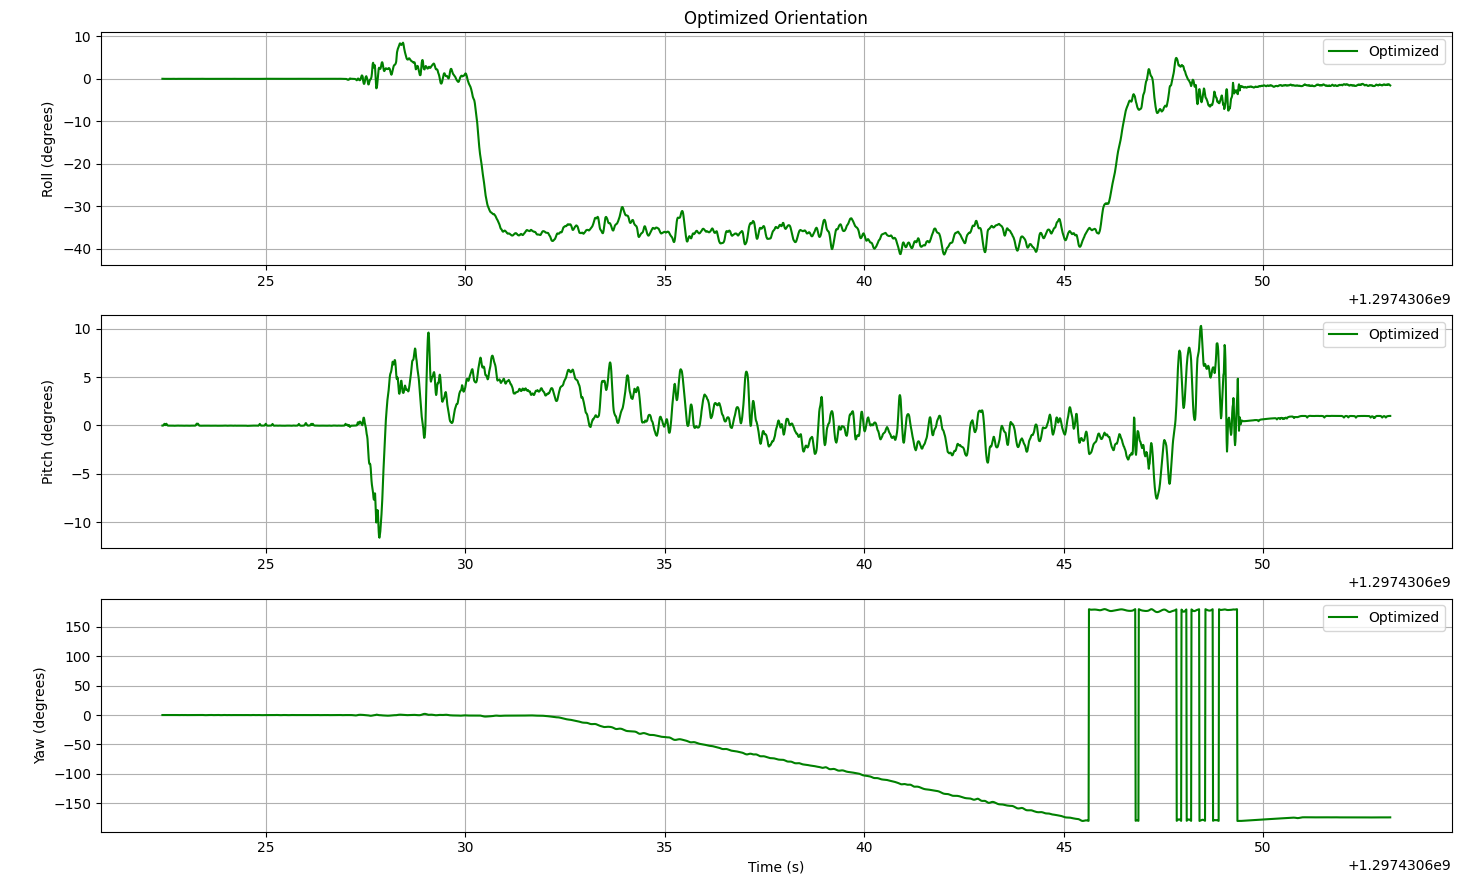 Optimized Orientation
Roll (degrees)
10
0
−10
−20
−30
−40
Optimized
25 30 35 40 45 50
+1.2974306e9
Pitch (degrees)
10
5
0
−5
−10
Optimized
25 30 35 40 45 50
+1.2974306e9
Yaw (degrees)
150
100
50
0
−50
−100
−150
Optimized
25 30 35 40 45 50
Time (s)
+1.2974306e9